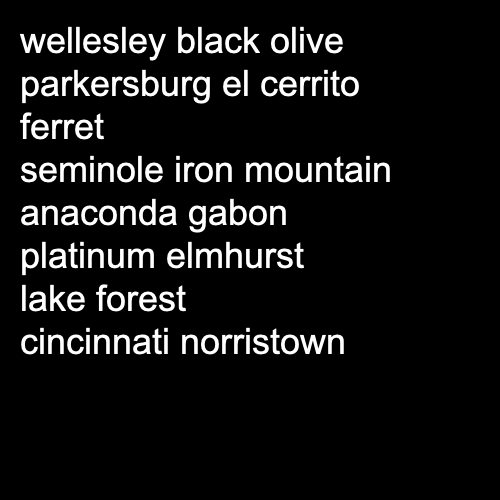 wellesley black olive
parkersburg el cerrito
ferret
seminole iron mountain
anaconda gabon
platinum elmhurst
lake forest
cincinnati norristown